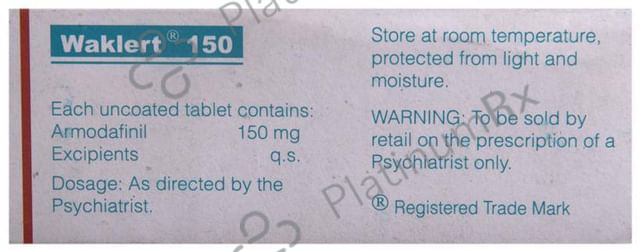 Waklert® 150
Each uncoated tablet contains:
Armodafinil 150 mg
Excipients q.s.
Dosage: As directed by the
Psychiatrist.
Store at room temperature,
protected from light and
moisture.
WARNING: To be sold by
retail on the prescription of a
Psychiatrist only.
® Registered Trade Mark
PlatinumRx